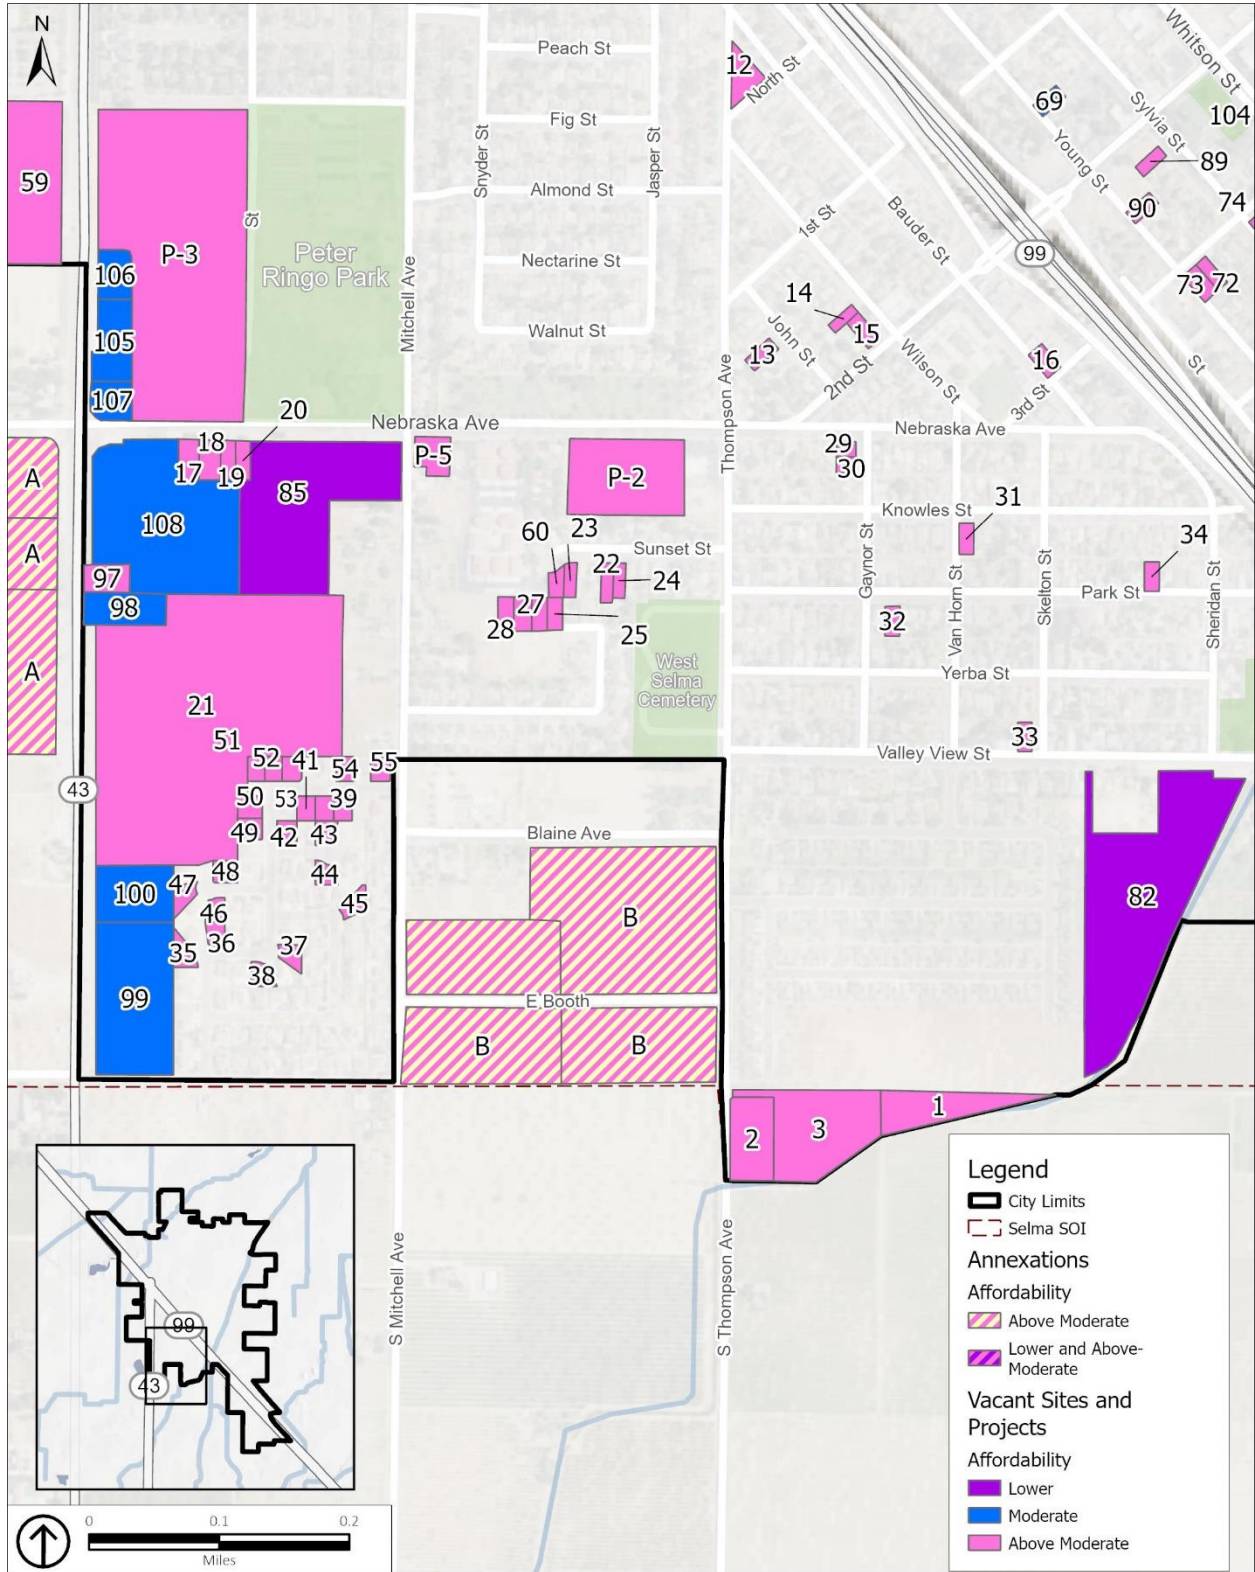 N
Peach St
Fig St
Almond St
Nectarine St
Walnut St
Snyder St
Jasper St
Mitchell Ave
St
Peter
Ringo Park
12
North St
Whitson St
69
Sylvia St
104
Young St
89
90
74
73
72
St
59
P-3
106
105
107
1st St
Bauder St
99
14
15
13
John St
2nd St
Wilson St
16
3rd St
Thompson Ave
Nebraska Ave
Nebraska Ave
20
18
17
19
85
108
P-5
P-2
29
30
Knowles St
31
34
A
A
A
97
98
60
23
Sunset St
22
24
27
28
25
Gaynor St
Van Horn St
Skelton St
Park St
Sheridan St
32
West
Selma
Cemetery
Yerba St
33
Valley View St
21
51
52
41
54
55
43
50
53
39
49
42
43
48
47
44
45
46
36
35
37
38
100
99
Blaine Ave
B
E Booth
B
B
82
2
3
1
S Mitchell Ave
S Thompson Ave
99
43
0
0.1
0.2
Miles
Legend
City Limits
Selma SOI
Annexations
Affordability
Above Moderate
Lower and Above-
Moderate
Vacant Sites and
Projects
Affordability
Lower
Moderate
Above Moderate